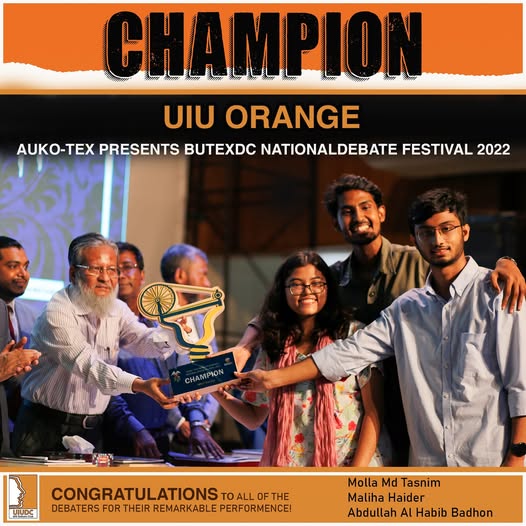 CHAMPION
UIU ORANGE
AUKO-TEX PRESENTS BUTEXDC NATIONALDEBATE FESTIVAL 2022
CHAMPION
UIUDC
CONGRATULATIONS TO ALL OF THE
DEBATERS FOR THEIR REMARKABLE PERFORMENCE!
Molla Md Tasnim
Maliha Haider
Abdullah Al Habib Badhon